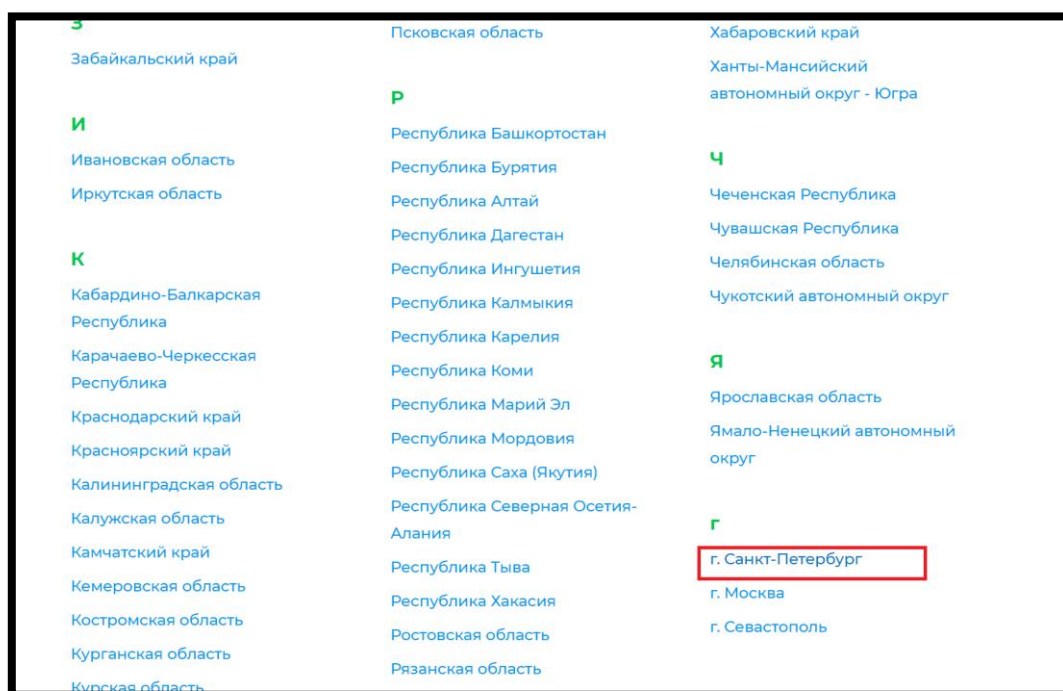 З
Забайкальский край
И
Ивановская область
Иркутская область
К
Кабардино-Балкарская
Республика
Карачаево-Черкесская
Республика
Краснодарский край
Красноярский край
Калининградская область
Калужская область
Камчатский край
Кемеровская область
Костромская область
Курганская область
Курская область
Псковская область
Р
Республика Башкортостан
Республика Бурятия
Республика Алтай
Республика Дагестан
Республика Ингушетия
Республика Калмыкия
Республика Карелия
Республика Коми
Республика Марий Эл
Республика Мордовия
Республика Саха (Якутия)
Республика Северная Осетия-
Алания
Республика Тыва
Республика Хакасия
Ростовская область
Рязанская область
Хабаровский край
Ханты-Мансийский
автономный округ - Югра
Ч
Чеченская Республика
Чувашская Республика
Челябинская область
Чукотский автономный округ
Я
Ярославская область
Ямало-Ненецкий автономный
округ
г
г. Санкт-Петербург
г. Москва
г. Севастополь